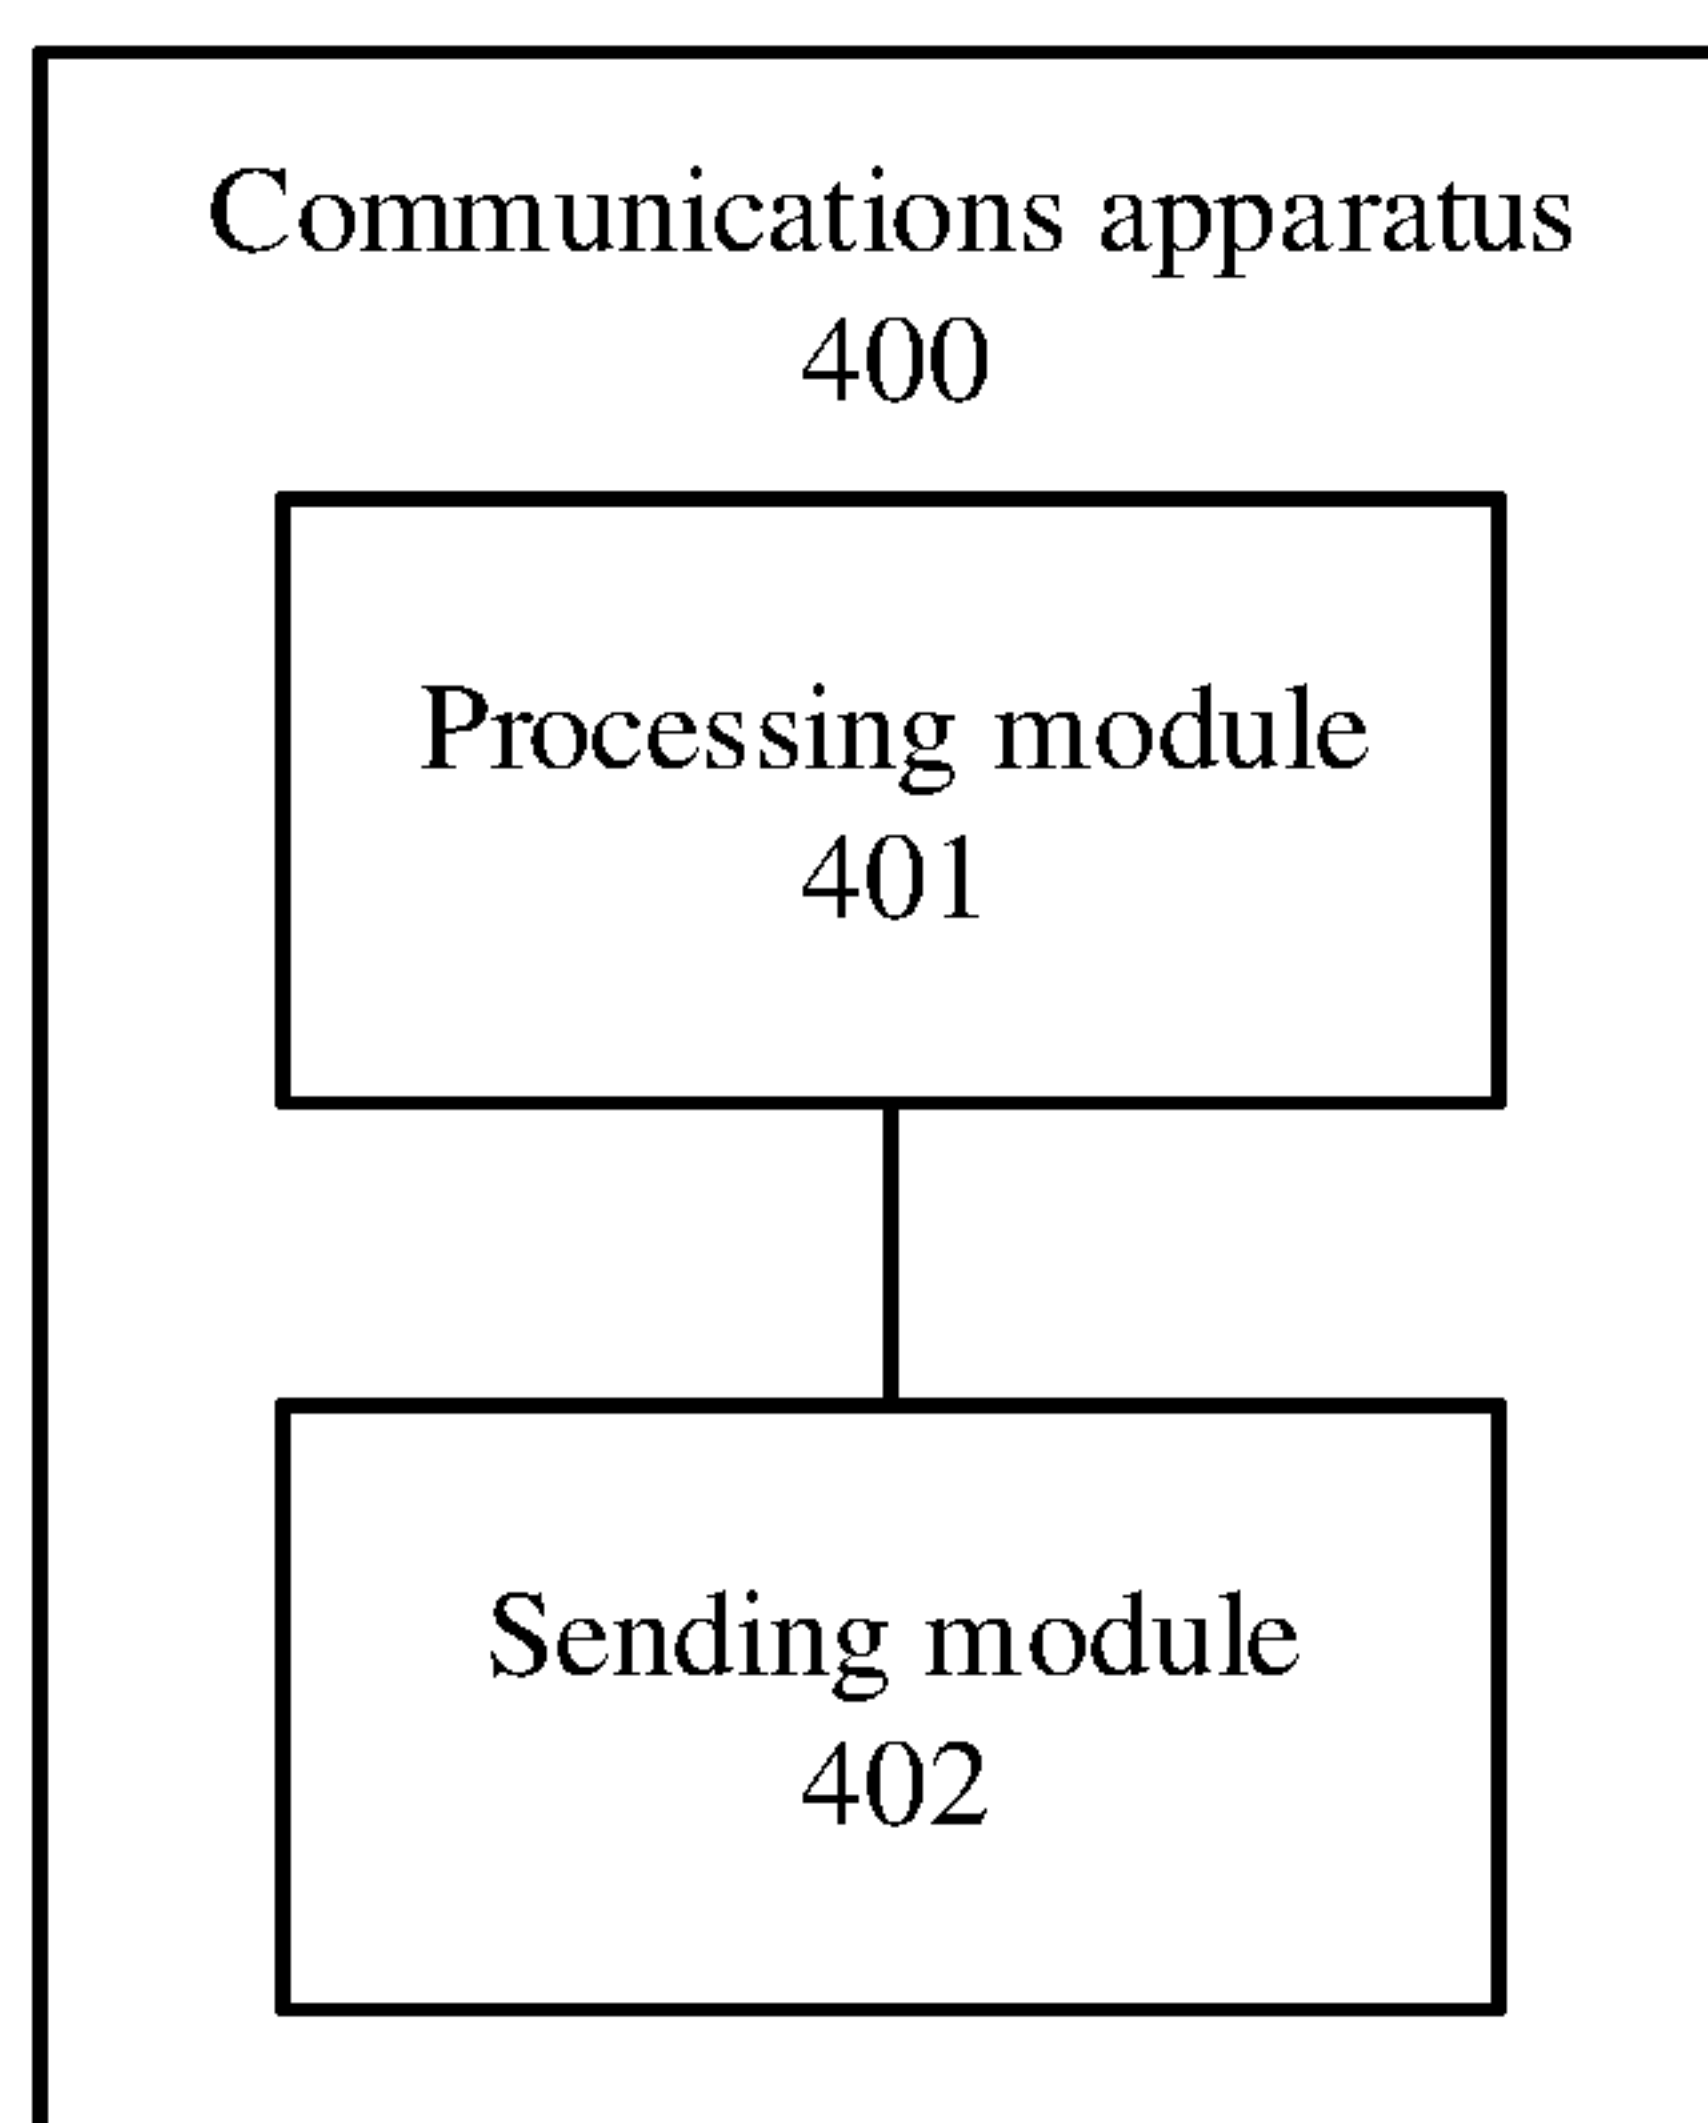 Communications apparatus
400
Processing module
401
Sending module
402